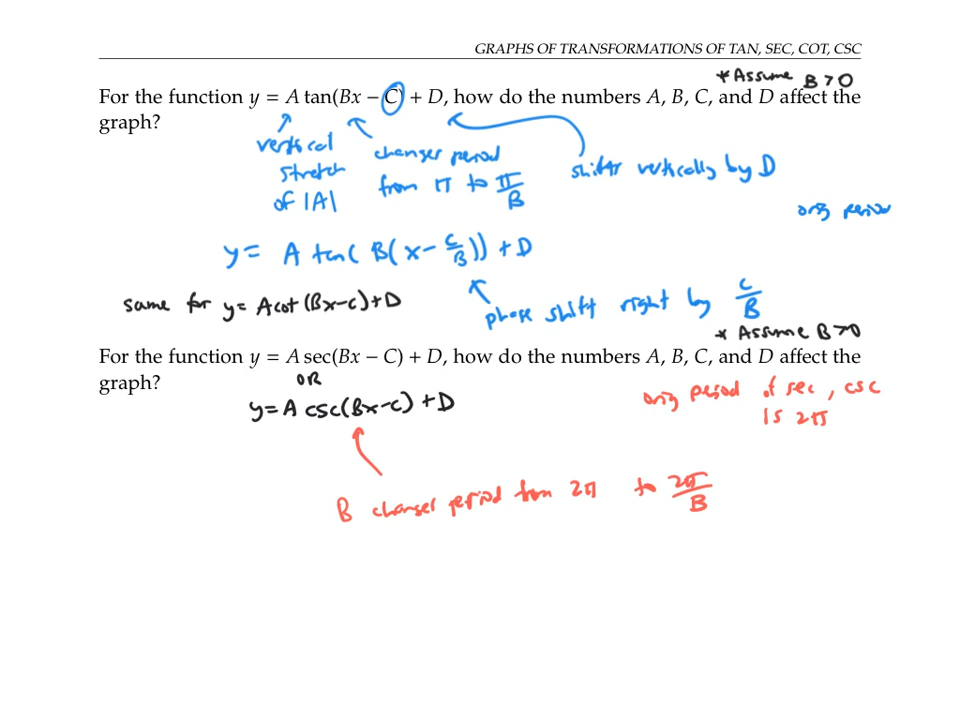 GRAPHS OF TRANSFORMATIONS OF TAN, SEC, COT, CSC
* Assume B > 0
For the function y = A tan(Bx − C) + D, how do the numbers A, B, C, and D affect the
graph?
vertical stretch of |A|
changes period from π to π/B
shifts vertically by D
orig period
y = A tan( B( x − C/B )) + D
same for y = A cot (Bx−C)+D
phase shift right by C/B
* Assume B>0
For the function y = A sec(Bx − C) + D, how do the numbers A, B, C, and D affect the
graph?
OR
y = A csc(Bx−C) + D
orig period of sec, csc
is 2π
B changes period from 2π to 2π/B